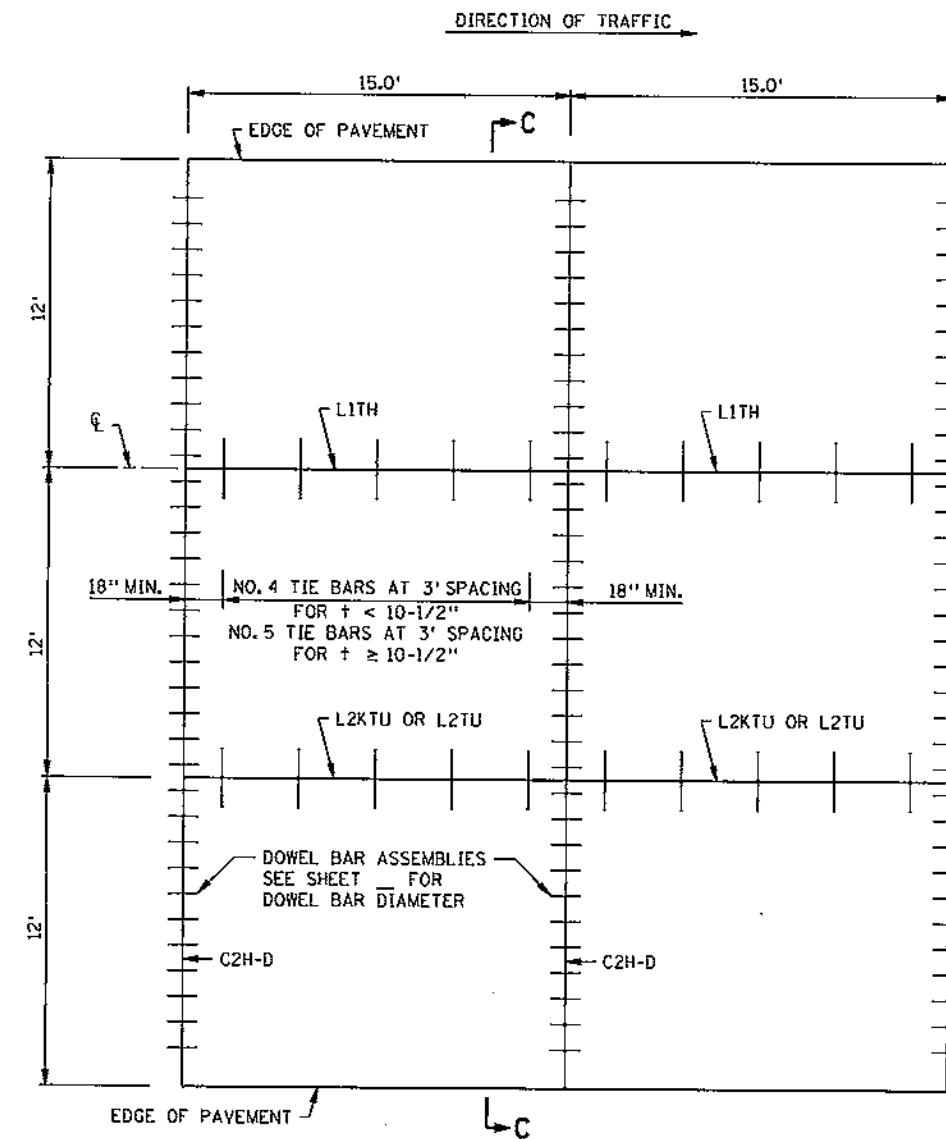 DIRECTION OF TRAFFIC
15.0'
15.0'
EDGE OF PAVEMENT
C
12'
L1TH
L1TH
℄
18" MIN.
NO. 4 TIE BARS AT 3' SPACING
FOR t < 10-1/2"
NO. 5 TIE BARS AT 3' SPACING
FOR t ≥ 10-1/2"
18" MIN.
12'
L2KTU OR L2TU
L2KTU OR L2TU
DOWEL BAR ASSEMBLIES
SEE SHEET __ FOR
DOWEL BAR DIAMETER
12'
C2H-D
C2H-D
EDGE OF PAVEMENT
C